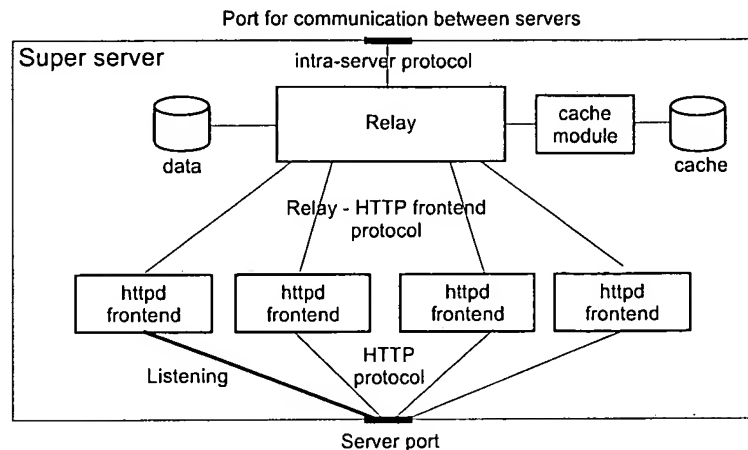 Port for communication between servers
Super server
intra-server protocol
Relay
cache
module
data
cache
Relay - HTTP frontend
protocol
httpd
frontend
httpd
frontend
httpd
frontend
httpd
frontend
HTTP
protocol
Listening
Server port